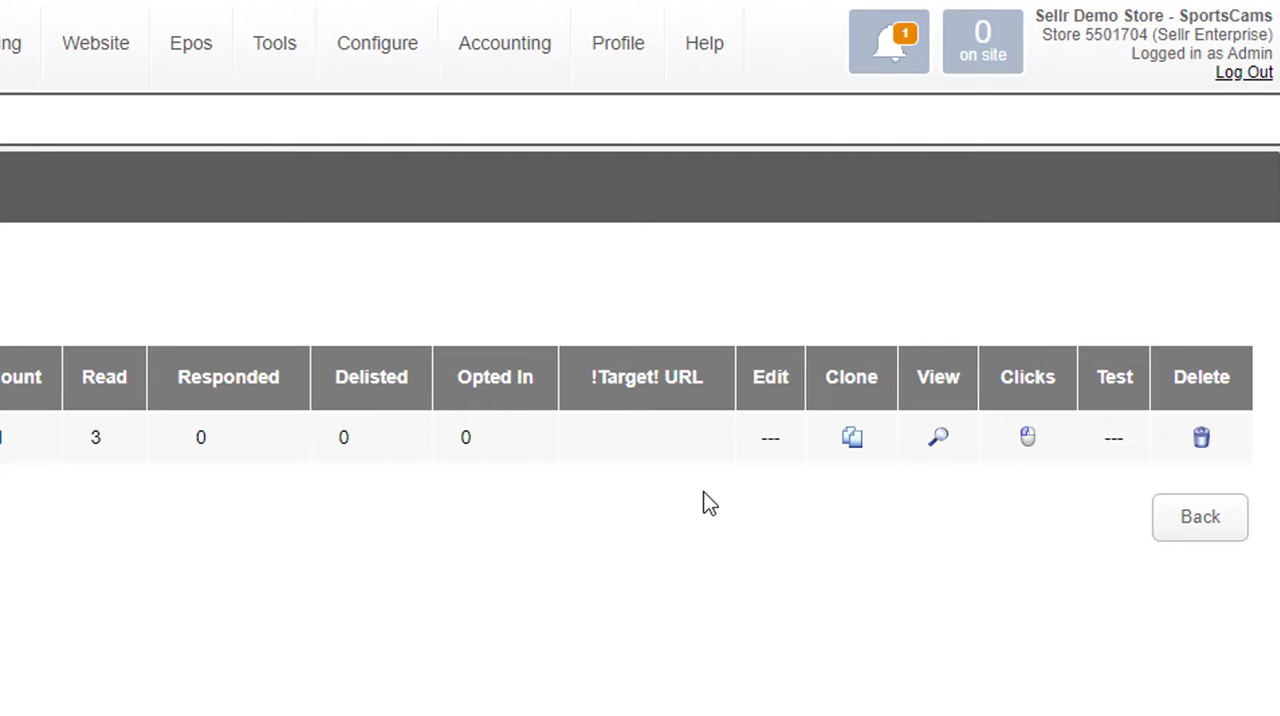 Website Epos Tools Configure Accounting Profile Help
1
0
on site
Sellr Demo Store - SportsCams
Store 5501704 (Sellr Enterprise)
Logged in as Admin
Log Out
Read Responded Delisted Opted In !Target! URL Edit Clone View Clicks Test Delete
3 0 0 0 --- ---
Back